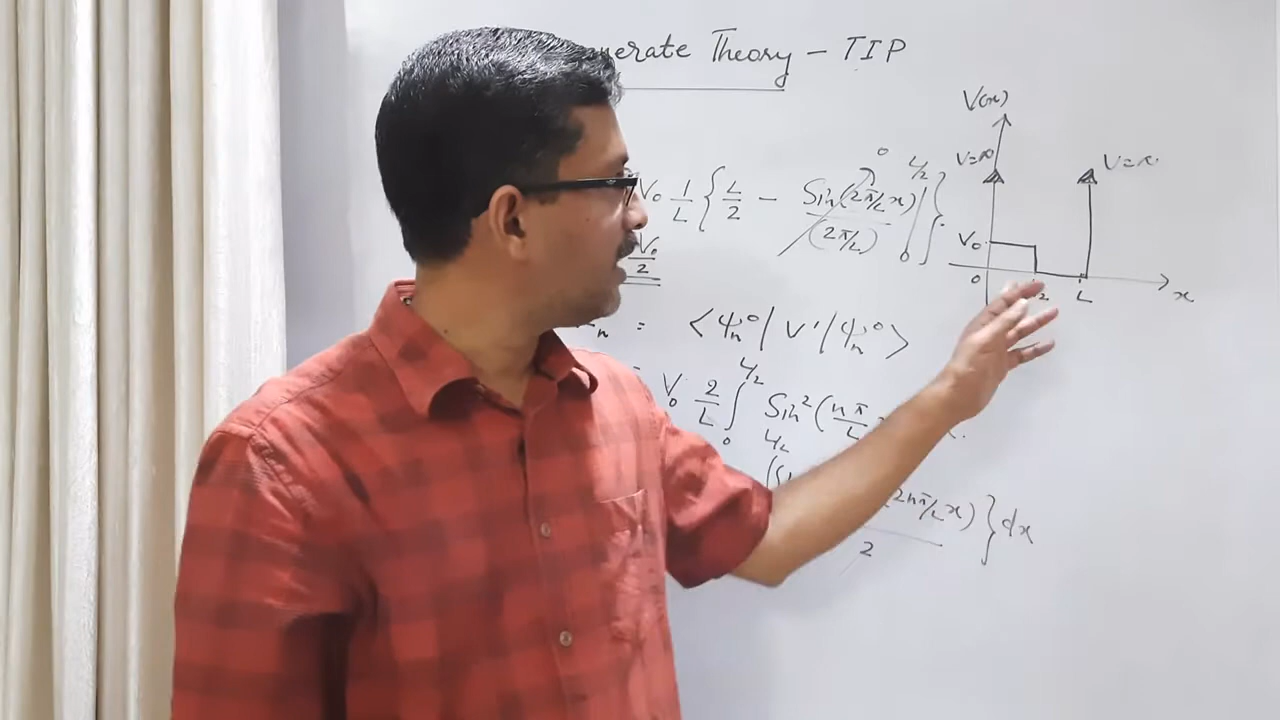 Theory – TIP
V(x)
V=∞ V=∞
V₀ 1/L { L/2 – Sin(2π/L x)/(2π/L) |₀^{L/2} }
0
V₀
V₀/2
0 L x
n = ⟨ψₙ⁰ | V' | ψₙ⁰⟩
= V₀ 2/L ∫₀^{L/2} Sin²(nπ/L
L/2
(2nπ/L x) } dx
2